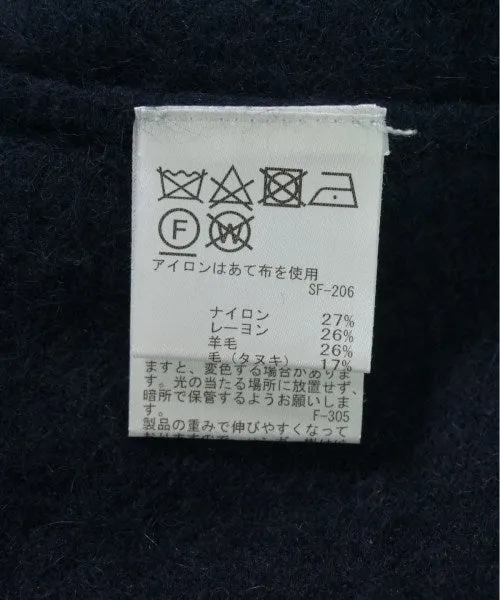 F W
アイロンはあて布を使用
SF-206
ナイロン 27%
レーヨン 26%
羊毛 26%
毛(タヌキ) 17%
ますと、変色する場合がありま
す。光の当たる場所に放置せず、
暗所で保管するようお願いしま
す。 F-305
製品の重みで伸びやすくなって